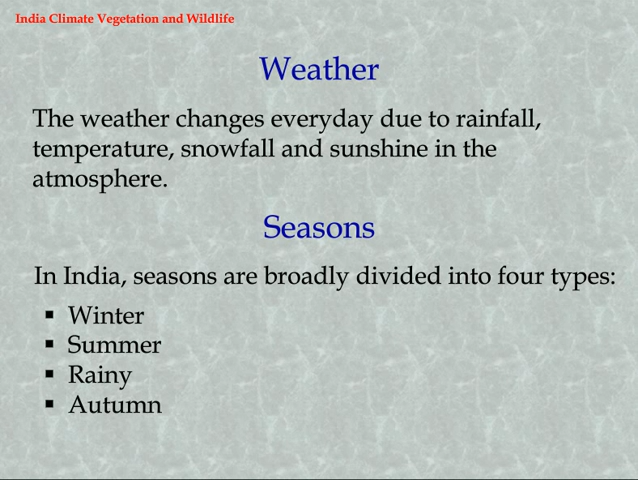 India Climate Vegetation and Wildlife
Weather
The weather changes everyday due to rainfall,
temperature, snowfall and sunshine in the
atmosphere.
Seasons
In India, seasons are broadly divided into four types:
▪ Winter
▪ Summer
▪ Rainy
▪ Autumn